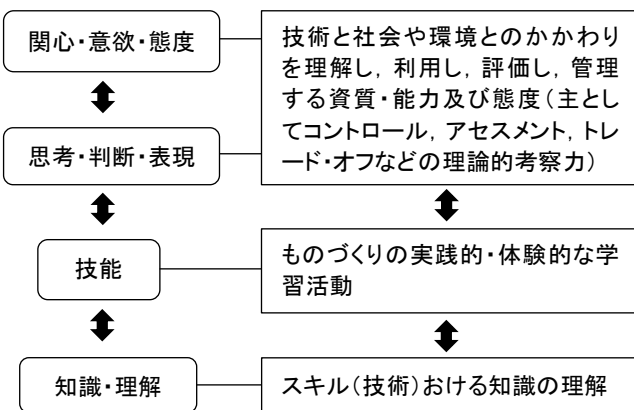 関心・意欲・態度
技術と社会や環境とのかかわり
を理解し，利用し，評価し，管理
する資質・能力及び態度（主とし
てコントロール，アセスメント，トレ
ード・オフなどの理論的考察力）
思考・判断・表現
技能
ものづくりの実践的・体験的な学
習活動
知識・理解
スキル（技術）おける知識の理解